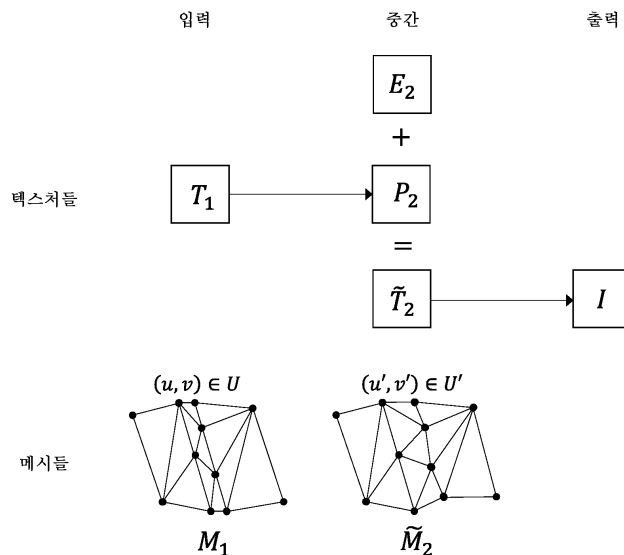 입력 중간 출력
E₂
+
텍스처들 T₁ P₂
=
T̃₂ I
(u, v) ∈ U (u′, v′) ∈ U′
메시들
M₁ M̃₂